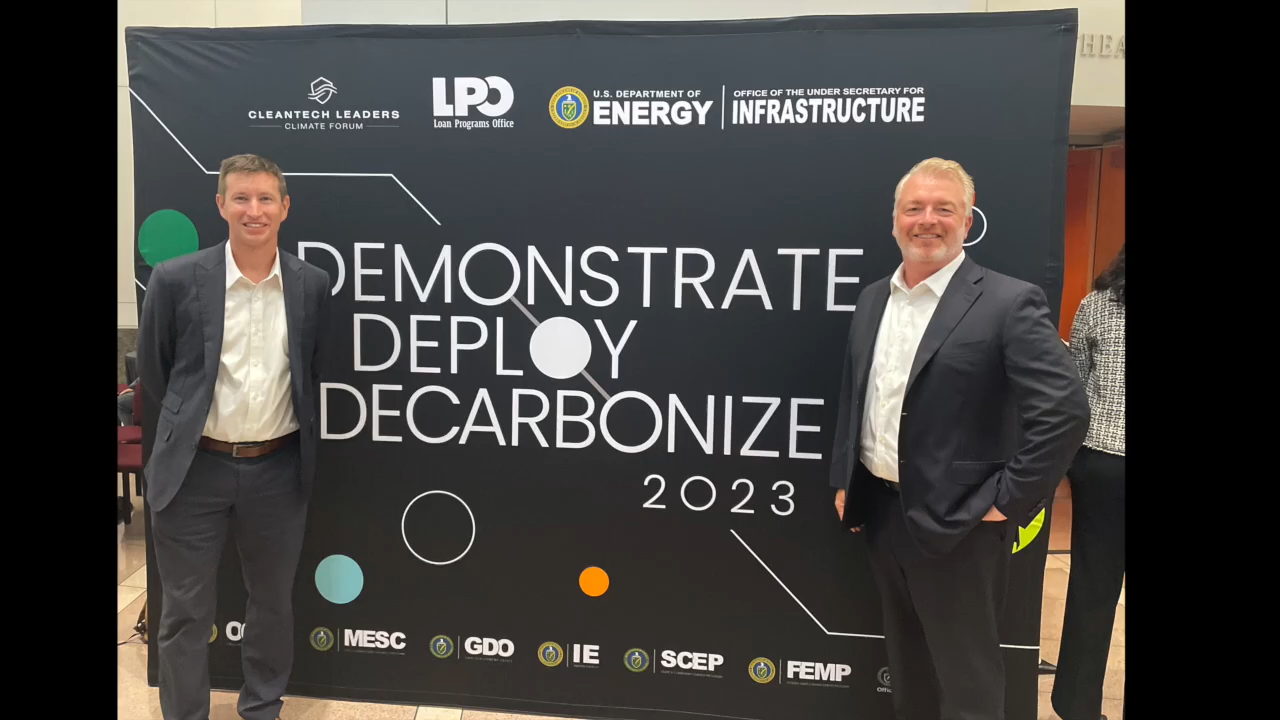 HEA
CLEANTECH LEADERS
CLIMATE FORUM
LPO
Loan Programs Office
U.S. DEPARTMENT OF
ENERGY
OFFICE OF THE UNDER SECRETARY FOR
INFRASTRUCTURE
DEMONSTRATE
DEPLOY
DECARBONIZE
2023
MESC
GDO
IE
SCEP
FEMP